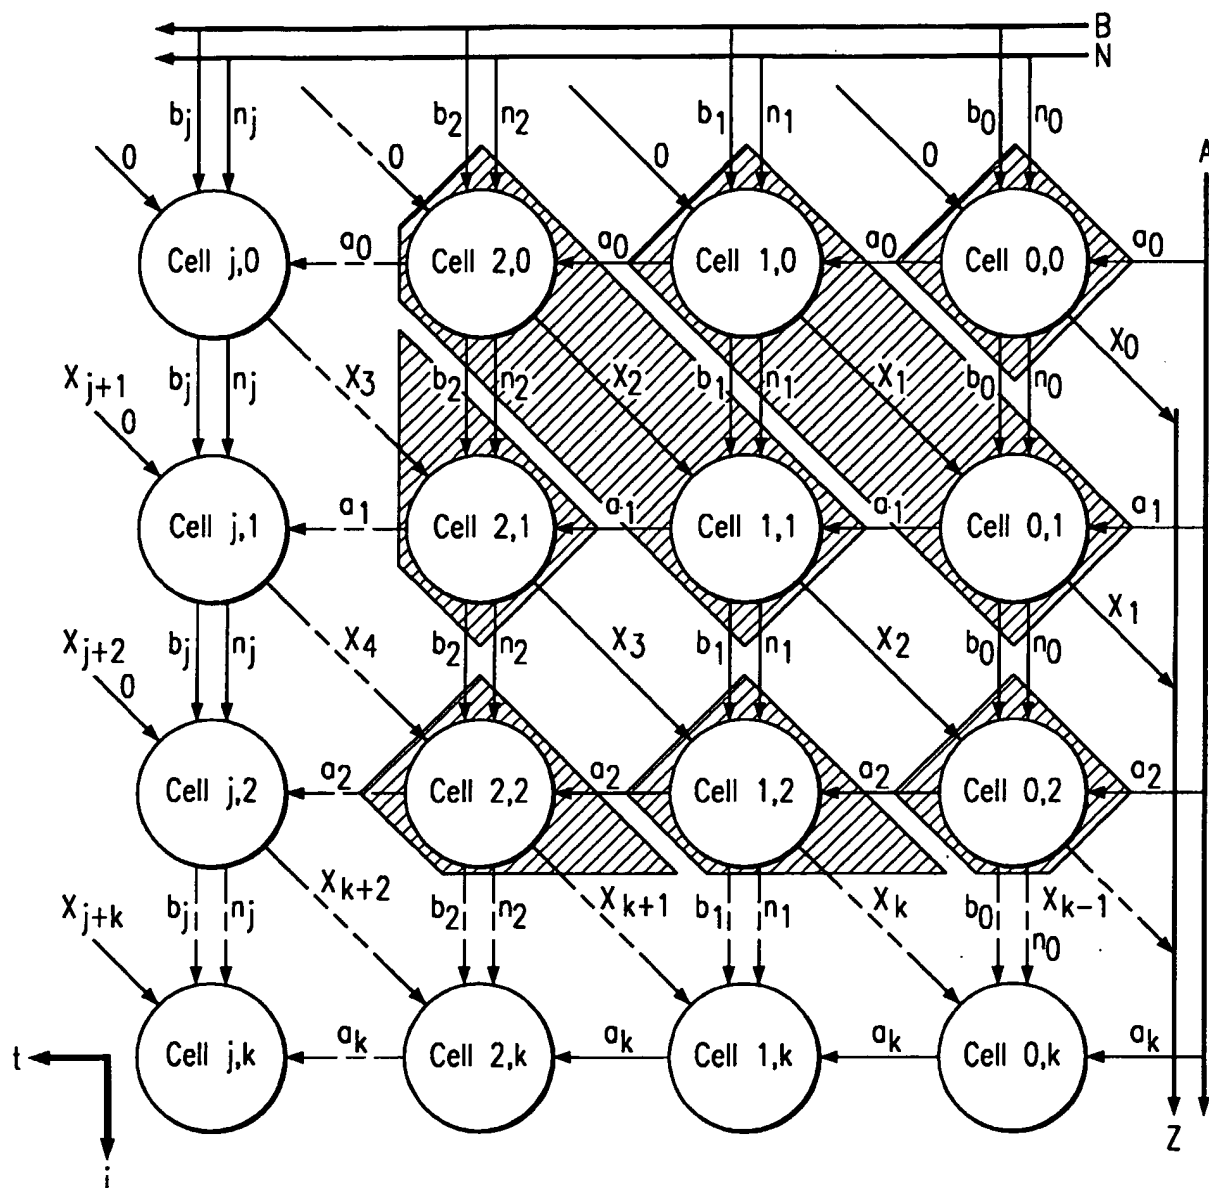 B
N
b_j n_j b_2 n_2 b_1 n_1 b_0 n_0
0 0 0 0 A
a_0 a_0 a_0 a_0
Cell j,0 Cell 2,0 Cell 1,0 Cell 0,0
b_j n_j X_3 b_2 n_2 X_2 b_1 n_1 X_1 b_0 n_0 X_0
X_{j+1}
0
a_1 a_1 a_1 a_1
Cell j,1 Cell 2,1 Cell 1,1 Cell 0,1
b_j n_j X_4 b_2 n_2 X_3 b_1 n_1 X_2 b_0 n_0 X_1
X_{j+2}
0
a_2 a_2 a_2 a_2
Cell j,2 Cell 2,2 Cell 1,2 Cell 0,2
b_j n_j X_{k+2} b_2 n_2 X_{k+1} b_1 n_1 X_k b_0 n_0 X_{k-1}
X_{j+k}
a_k a_k a_k a_k
Cell j,k Cell 2,k Cell 1,k Cell 0,k
t
Z
i